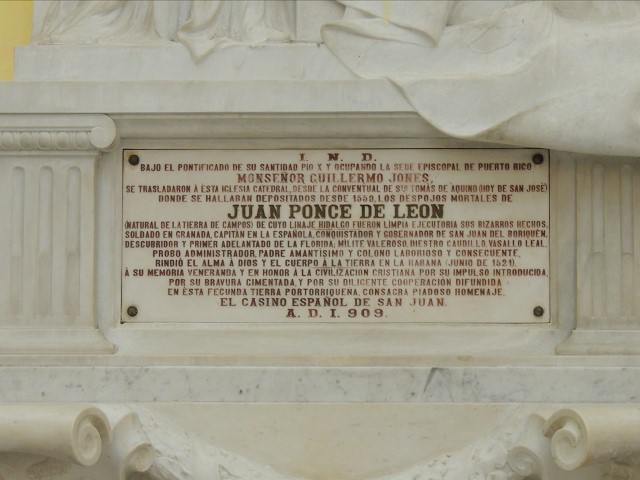 I. N. D.
BAJO EL PONTIFICADO DE SU SANTIDAD PIO X Y OCUPANDO LA SEDE EPISCOPAL DE PUERTO RICO
MONSEÑOR GUILLERMO JONES,
SE TRASLADARON Á ESTA IGLESIA CATEDRAL, DESDE LA CONVENTUAL DE STO TOMÁS DE AQUINO (HOY DE SAN JOSÉ)
DONDE SE HALLABAN DEPOSITADOS DESDE 1559, LOS DESPOJOS MORTALES DE
JUAN PONCE DE LEON
(NATURAL DE LA TIERRA DE CAMPOS) DE CUYO LINAJE HIDALGO FUERON LIMPIA EJECUTORIA SUS BIZARROS HECHOS,
SOLDADO EN GRANADA, CAPITAN EN LA ESPAÑOLA, CONQUISTADOR Y GOBERNADOR DE SAN JUAN DEL BORIQUEN,
DESCUBRIDOR Y PRIMER ADELANTADO DE LA FLORIDA; MILITE VALEROSO, DIESTRO CAUDILLO, VASALLO LEAL,
PROBO ADMINISTRADOR, PADRE AMANTÍSIMO Y COLONO LABORIOSO Y CONSECUENTE,
RINDIÓ EL ALMA Á DIOS Y EL CUERPO Á LA TIERRA EN LA HABANA (JUNIO DE 1521).
Á SU MEMORIA VENERANDA Y EN HONOR Á LA CIVILIZACION CRISTIANA POR SU IMPULSO INTRODUCIDA,
POR SU BRAVURA CIMENTADA, Y POR SU DILIGENTE COOPERACIÓN DIFUNDIDA
EN ÉSTA FECUNDA TIERRA PORTORRIQUEÑA, CONSAGRA PIADOSO HOMENAJE,
EL CASINO ESPAÑOL DE SAN JUAN.
A. D. I. 909.